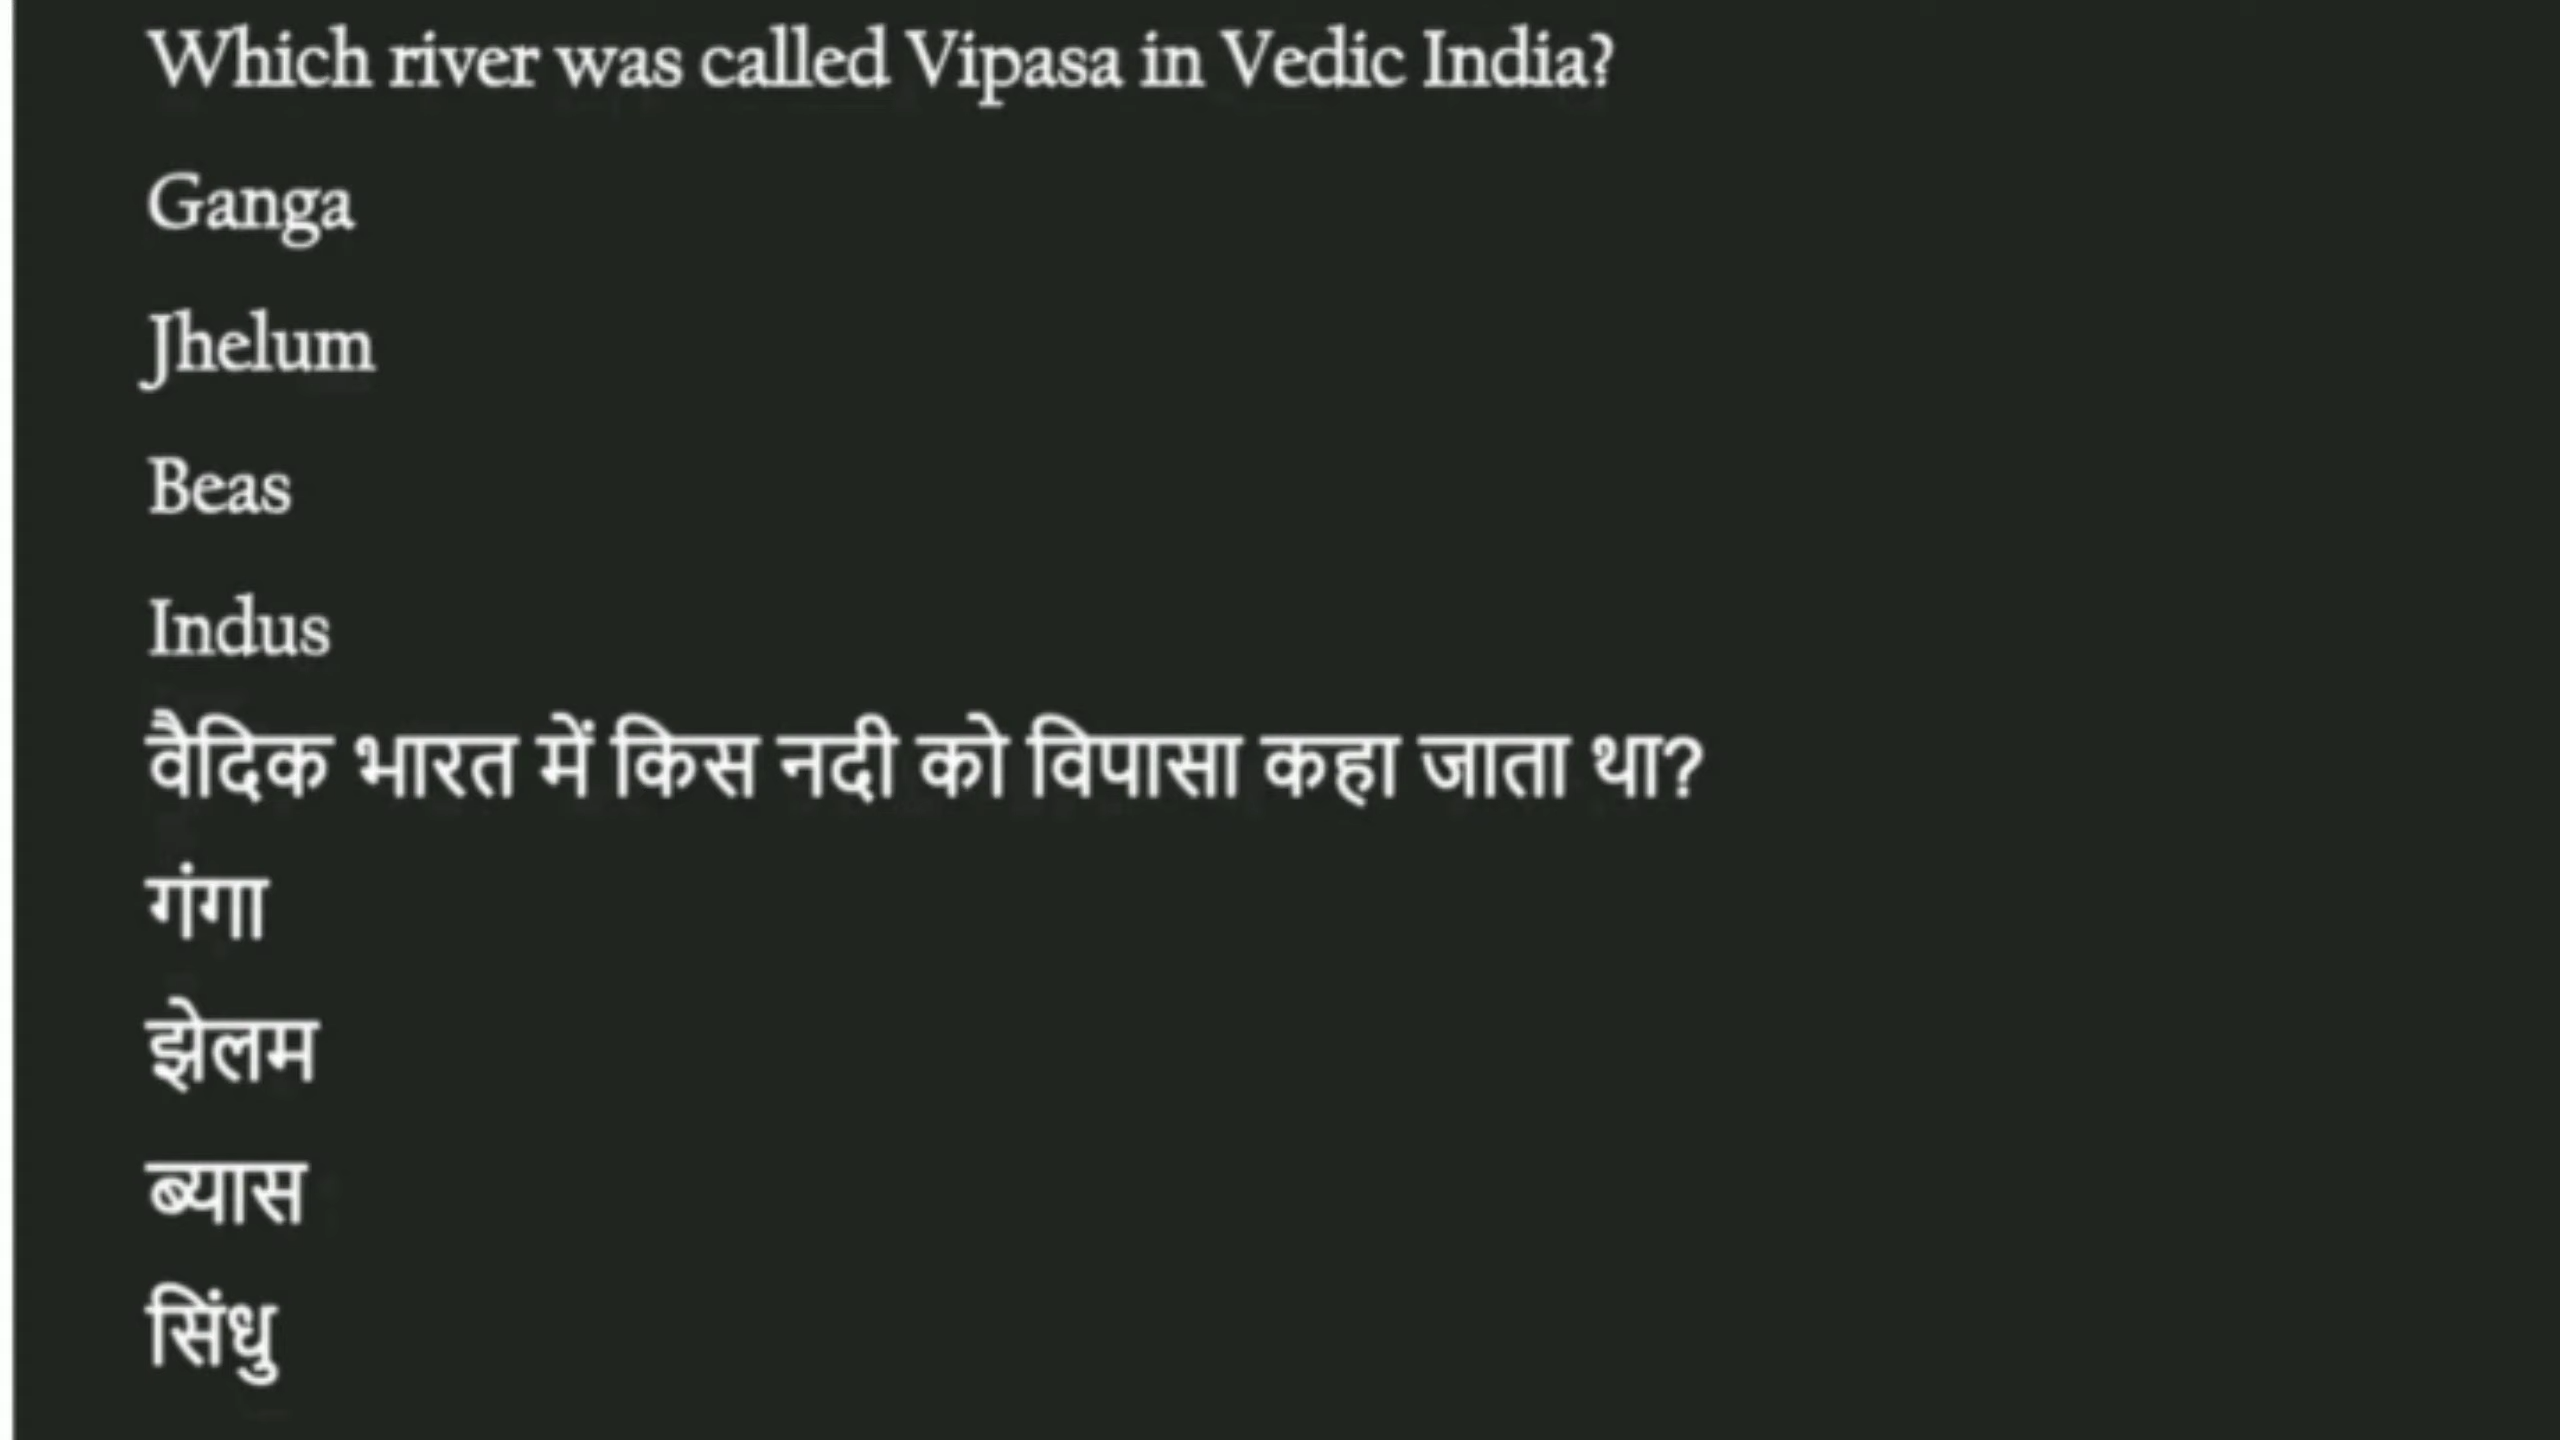 Which river was called Vipasa in Vedic India?
Ganga
Jhelum
Beas
Indus
वैदिक भारत में किस नदी को विपासा कहा जाता था?
गंगा
झेलम
ब्यास
सिंधु